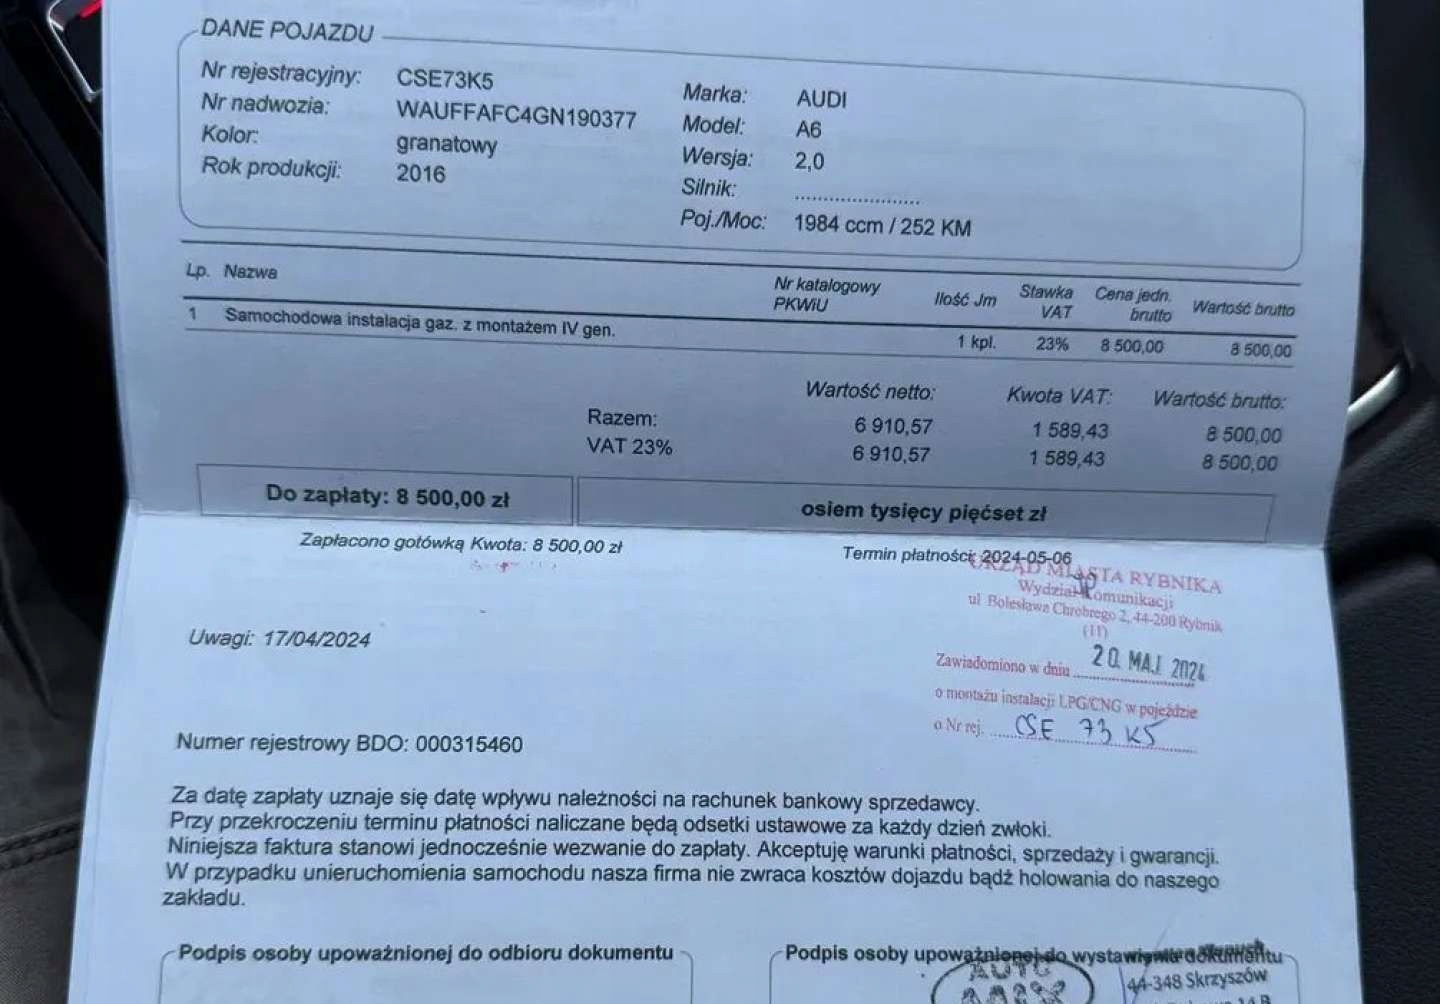 DANE POJAZDU
Nr rejestracyjny: CSE73K5
Nr nadwozia: WAUFFAFC4GN190377
Kolor: granatowy
Rok produkcji: 2016
Marka: AUDI
Model: A6
Wersja: 2,0
Silnik: ......................
Poj./Moc: 1984 ccm / 252 KM
Lp. Nazwa Nr katalogowy PKWiU Ilość Jm Stawka VAT Cena jedn. brutto Wartość brutto
1 Samochodowa instalacja gaz. z montażem IV gen. 1 kpl. 23% 8 500,00 8 500,00
Wartość netto: Kwota VAT: Wartość brutto:
Razem: 6 910,57 1 589,43 8 500,00
VAT 23% 6 910,57 1 589,43 8 500,00
Do zapłaty: 8 500,00 zł osiem tysięcy pięćset zł
Zapłacono gotówką Kwota: 8 500,00 zł Termin płatności: 2024-05-06
URZĄD MIASTA RYBNIKA
Wydział Komunikacji
ul Bolesława Chrobrego 2, 44-200 Rybnik
(11)
Uwagi: 17/04/2024
Zawiadomiono w dniu 20. MAJ 2024
o montażu instalacji LPG/CNG w pojeździe
o Nr rej. CSE 73 K5
Numer rejestrowy BDO: 000315460
Za datę zapłaty uznaje się datę wpływu należności na rachunek bankowy sprzedawcy.
Przy przekroczeniu terminu płatności naliczane będą odsetki ustawowe za każdy dzień zwłoki.
Niniejsza faktura stanowi jednocześnie wezwanie do zapłaty. Akceptuję warunki płatności, sprzedaży i gwarancji.
W przypadku unieruchomienia samochodu nasza firma nie zwraca kosztów dojazdu bądź holowania do naszego
zakładu.
Podpis osoby upoważnionej do odbioru dokumentu
Podpis osoby upoważnionej do wystawienia dokumentu
AUTO
44-348 Skrzyszów